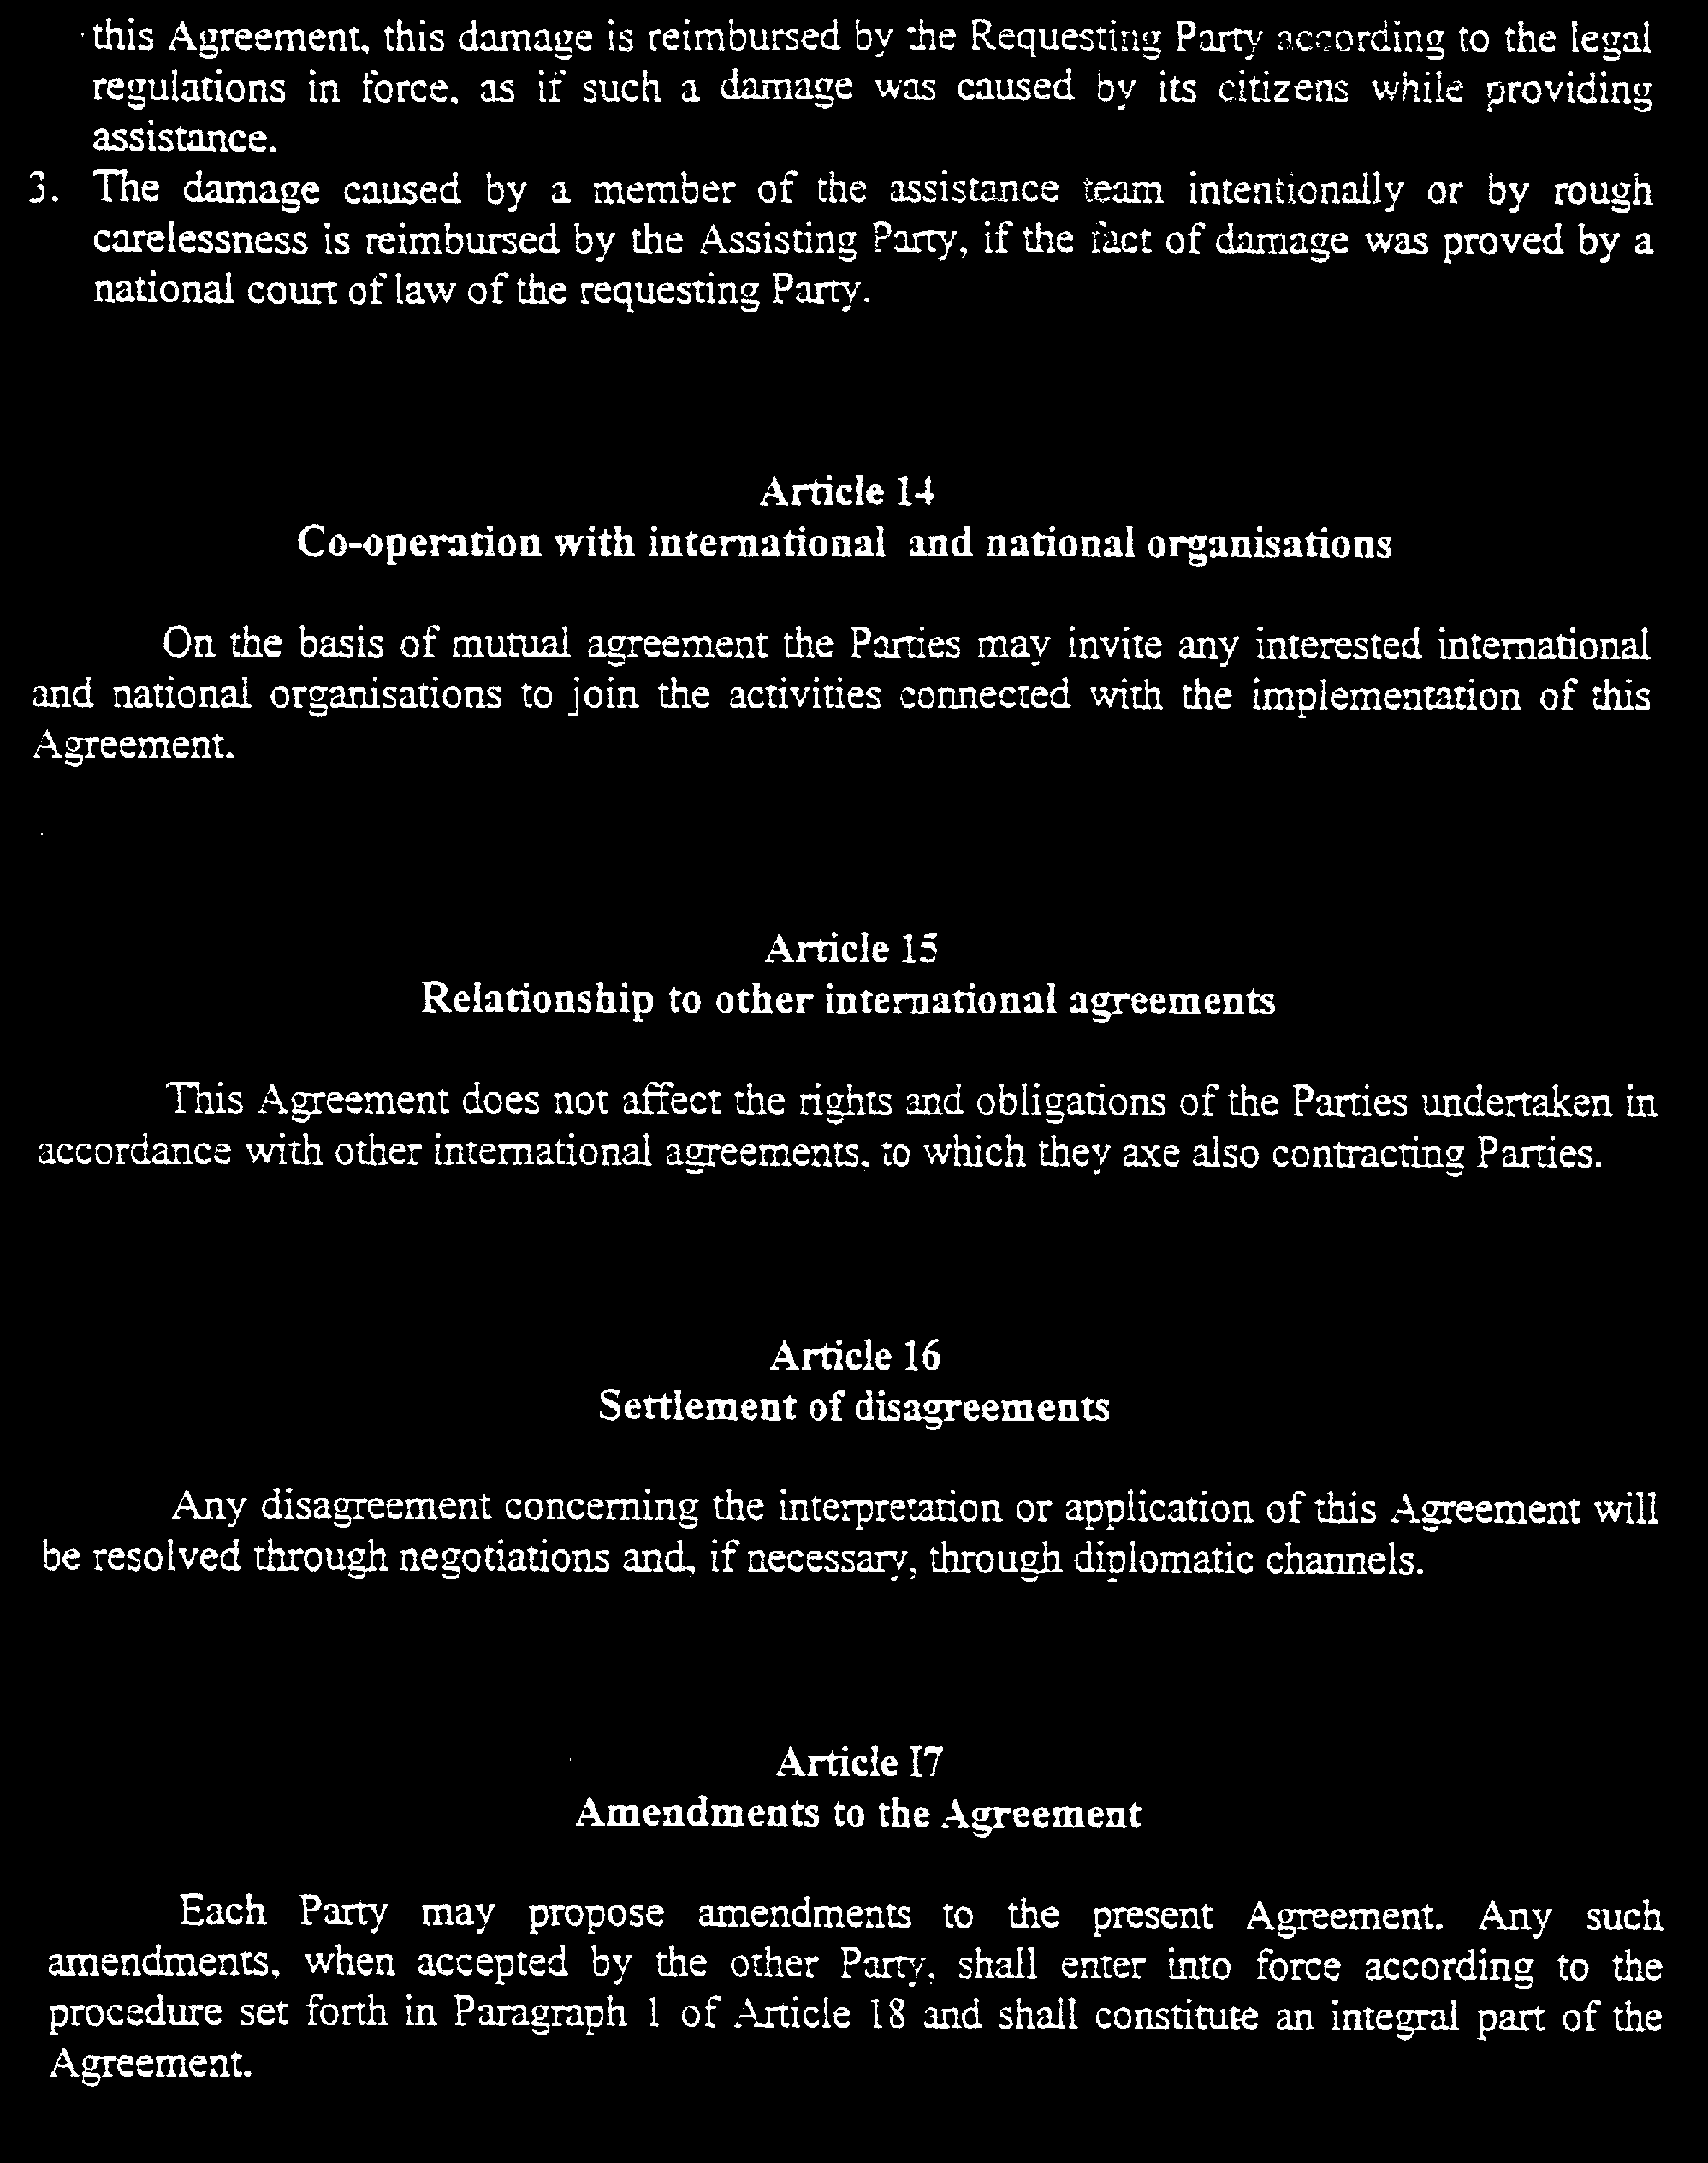 this Agreement, this damage is reimbursed by the Requesting Party according to the legal
regulations in force, as if such a damage was caused by its citizens while providing
assistance.
3. The damage caused by a member of the assistance team intentionally or by rough
carelessness is reimbursed by the Assisting Party, if the fact of damage was proved by a
national court of law of the requesting Party.
Article 14
Co-operation with international and national organisations
On the basis of mutual agreement the Parties may invite any interested international
and national organisations to join the activities connected with the implementation of this
Agreement.
Article 15
Relationship to other international agreements
This Agreement does not affect the rights and obligations of the Parties undertaken in
accordance with other international agreements, to which they axe also contracting Parties.
Article 16
Settlement of disagreements
Any disagreement concerning the interpretation or application of this Agreement will
be resolved through negotiations and, if necessary, through diplomatic channels.
Article I7
Amendments to the Agreement
Each Party may propose amendments to the present Agreement. Any such
amendments, when accepted by the other Party, shall enter into force according to the
procedure set forth in Paragraph 1 of Article 18 and shall constitute an integral part of the
Agreement.